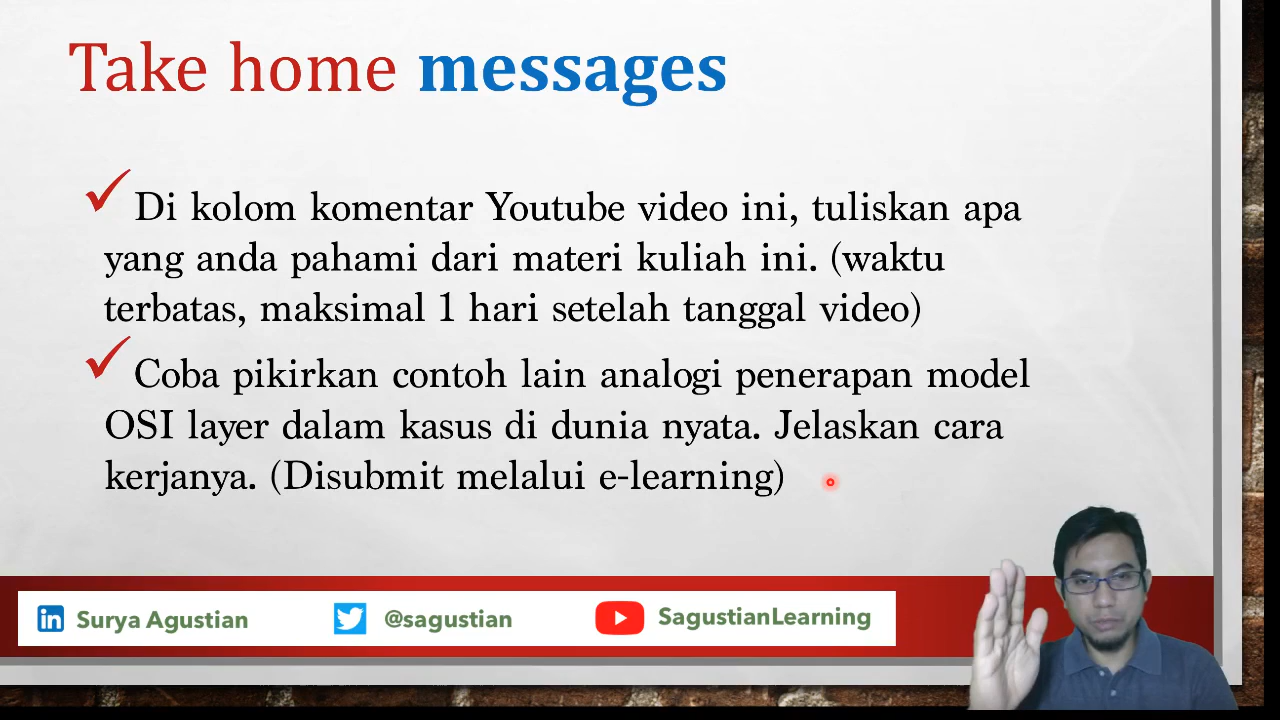 Take home messages
Di kolom komentar Youtube video ini, tuliskan apa
yang anda pahami dari materi kuliah ini. (waktu
terbatas, maksimal 1 hari setelah tanggal video)
Coba pikirkan contoh lain analogi penerapan model
OSI layer dalam kasus di dunia nyata. Jelaskan cara
kerjanya. (Disubmit melalui e-learning)
in Surya Agustian @sagustian SagustianLearning